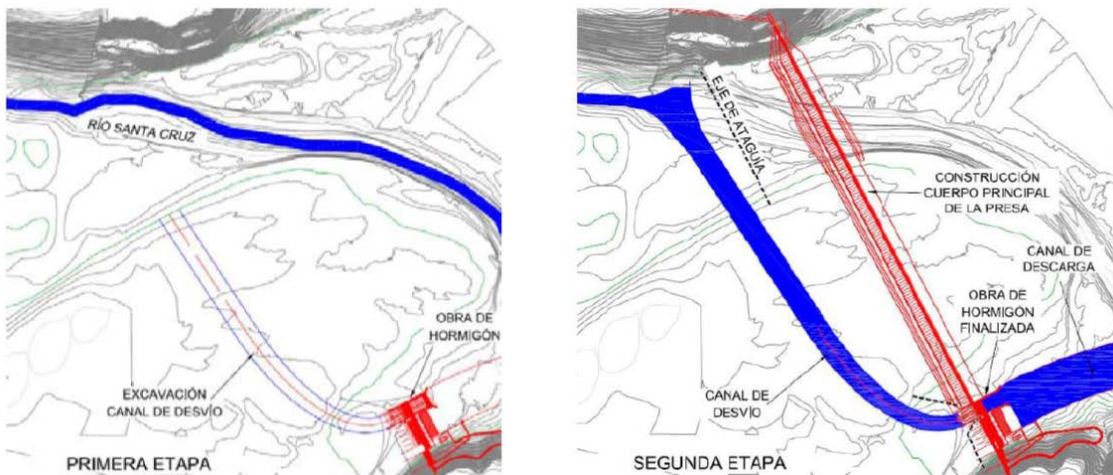 RÍO SANTA CRUZ
OBRA DE
HORMIGÓN
EXCAVACIÓN
CANAL DE DESVÍO
PRIMERA ETAPA
EJE DE ATAGUÍA
CONSTRUCCIÓN
CUERPO PRINCIPAL
DE LA PRESA
CANAL DE
DESCARGA
OBRA DE
HORMIGÓN
FINALIZADA
CANAL DE
DESVÍO
SEGUNDA ETAPA